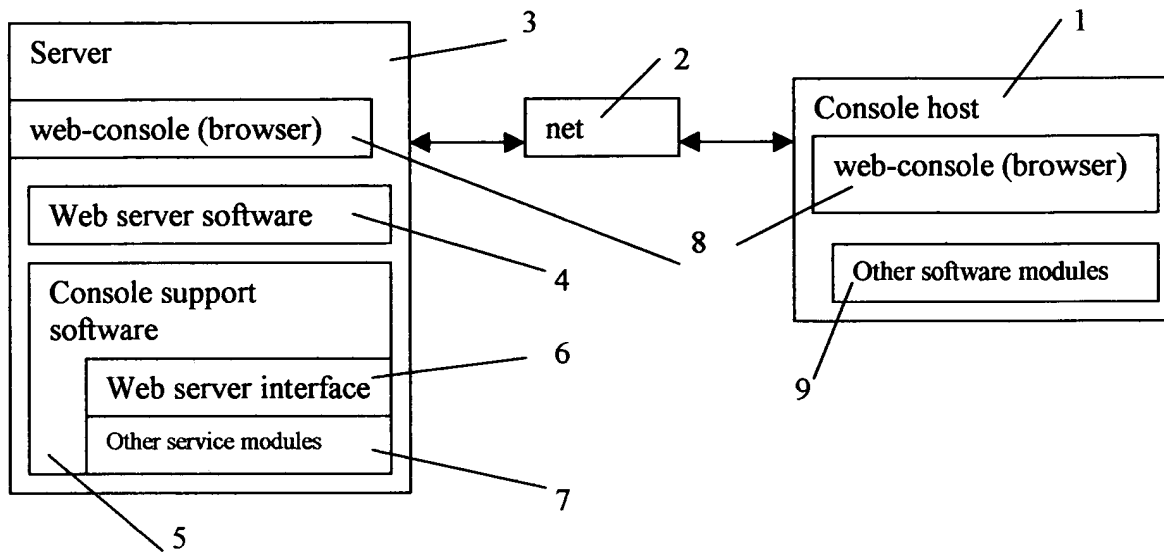 3
Server
web-console (browser)
Web server software
Console support
software
Web server interface
Other service modules
2
net
1
Console host
web-console (browser)
Other software modules
8
4
6
9
7
5